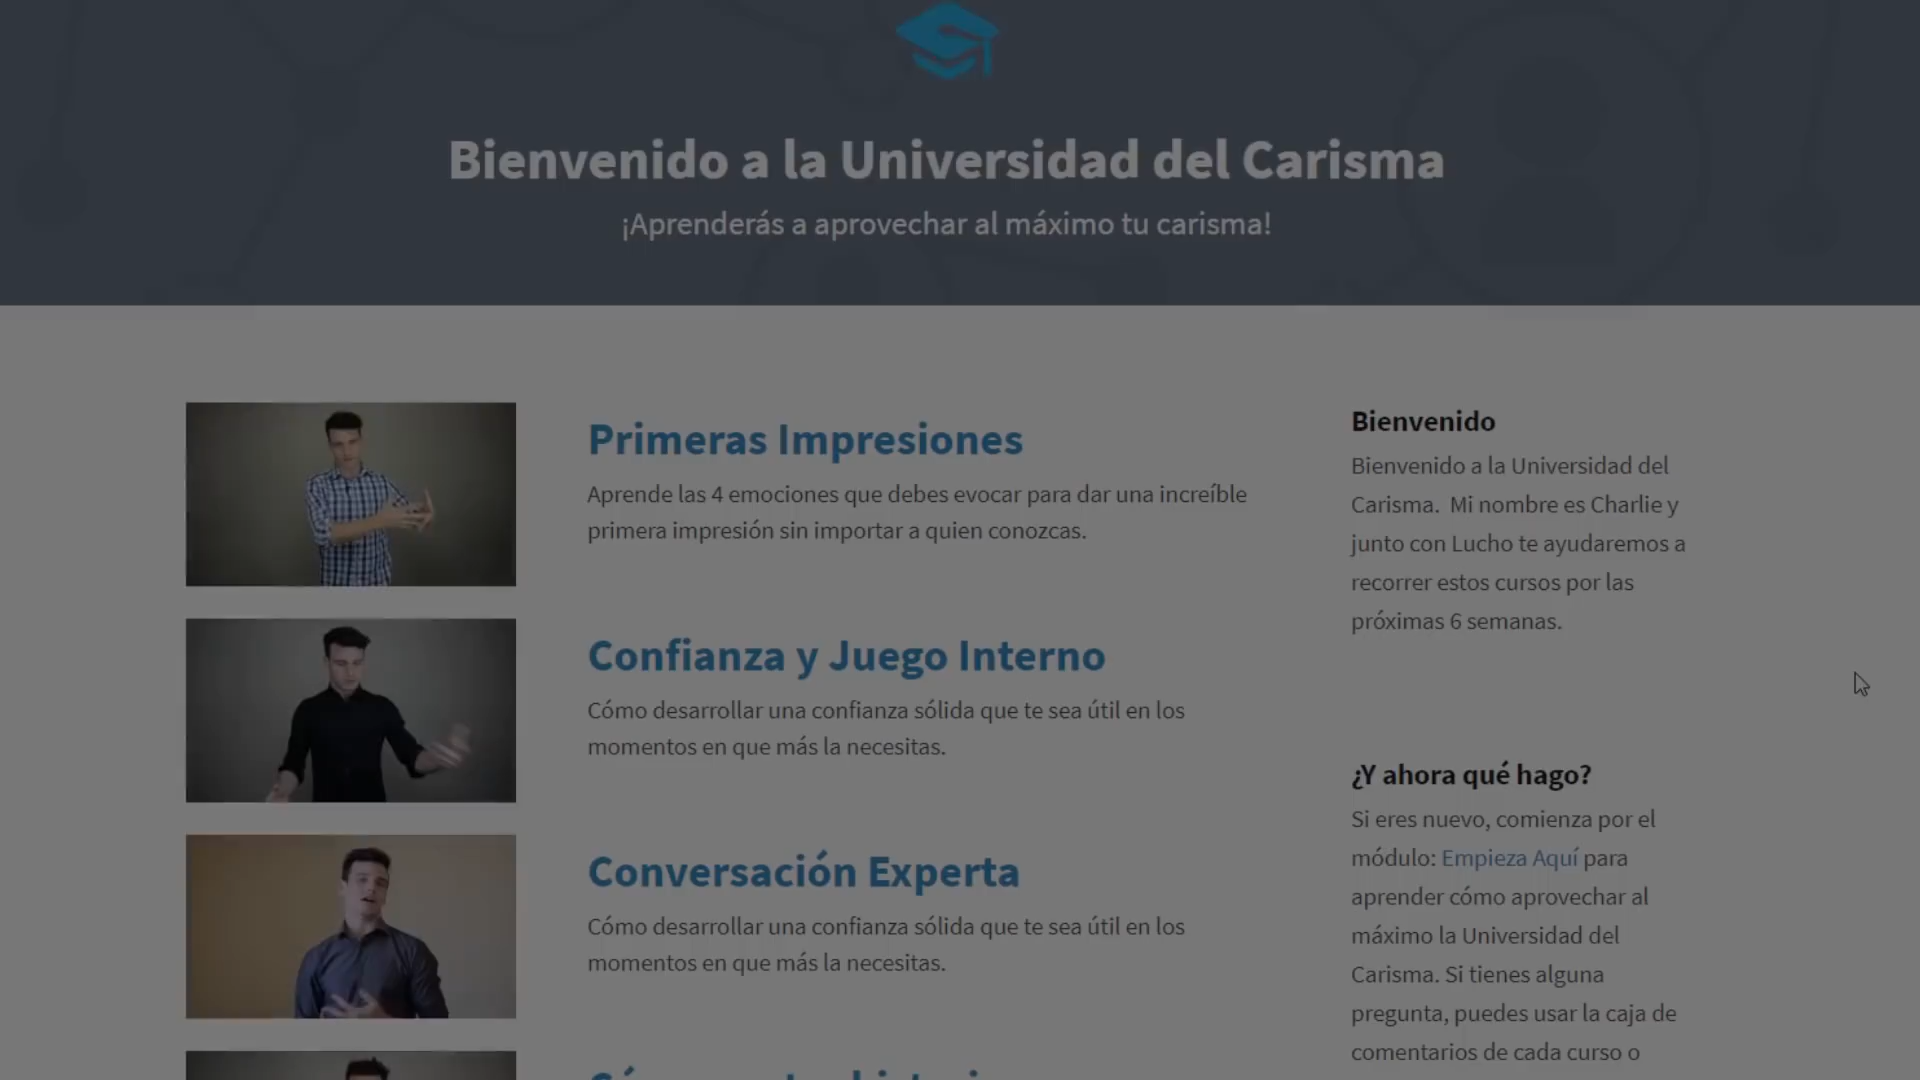 Bienvenido a la Universidad del Carisma
¡Aprenderás a aprovechar al máximo tu carisma!
Primeras Impresiones
Aprende las 4 emociones que debes evocar para dar una increíble
primera impresión sin importar a quien conozcas.
Confianza y Juego Interno
Cómo desarrollar una confianza sólida que te sea útil en los
momentos en que más la necesitas.
Conversación Experta
Cómo desarrollar una confianza sólida que te sea útil en los
momentos en que más la necesitas.
Bienvenido
Bienvenido a la Universidad del
Carisma. Mi nombre es Charlie y
junto con Lucho te ayudaremos a
recorrer estos cursos por las
próximas 6 semanas.
¿Y ahora qué hago?
Si eres nuevo, comienza por el
módulo: Empieza Aquí para
aprender cómo aprovechar al
máximo la Universidad del
Carisma. Si tienes alguna
pregunta, puedes usar la caja de
comentarios de cada curso o